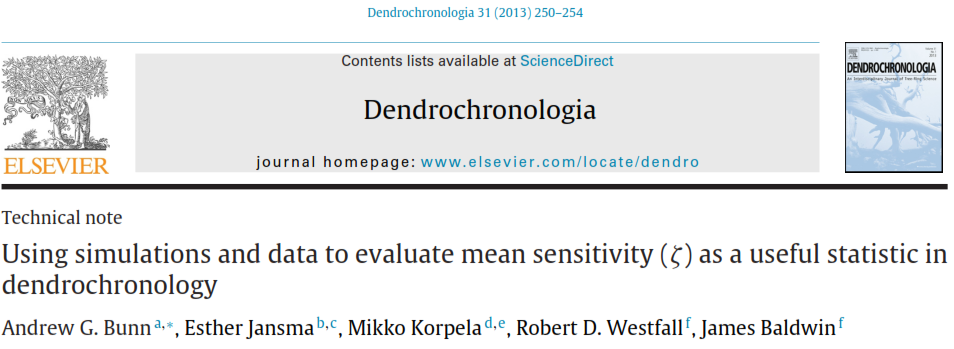 Dendrochronologia 31 (2013) 250–254
Contents lists available at ScienceDirect
Dendrochronologia
journal homepage: www.elsevier.com/locate/dendro
ELSEVIER
DENDROCHRONOLOGIA
An Interdisciplinary Journal of Tree-Ring Science
Technical note
Using simulations and data to evaluate mean sensitivity (ζ) as a useful statistic in
dendrochronology
Andrew G. Bunn a,*, Esther Jansma b,c, Mikko Korpela d,e, Robert D. Westfall f, James Baldwin f